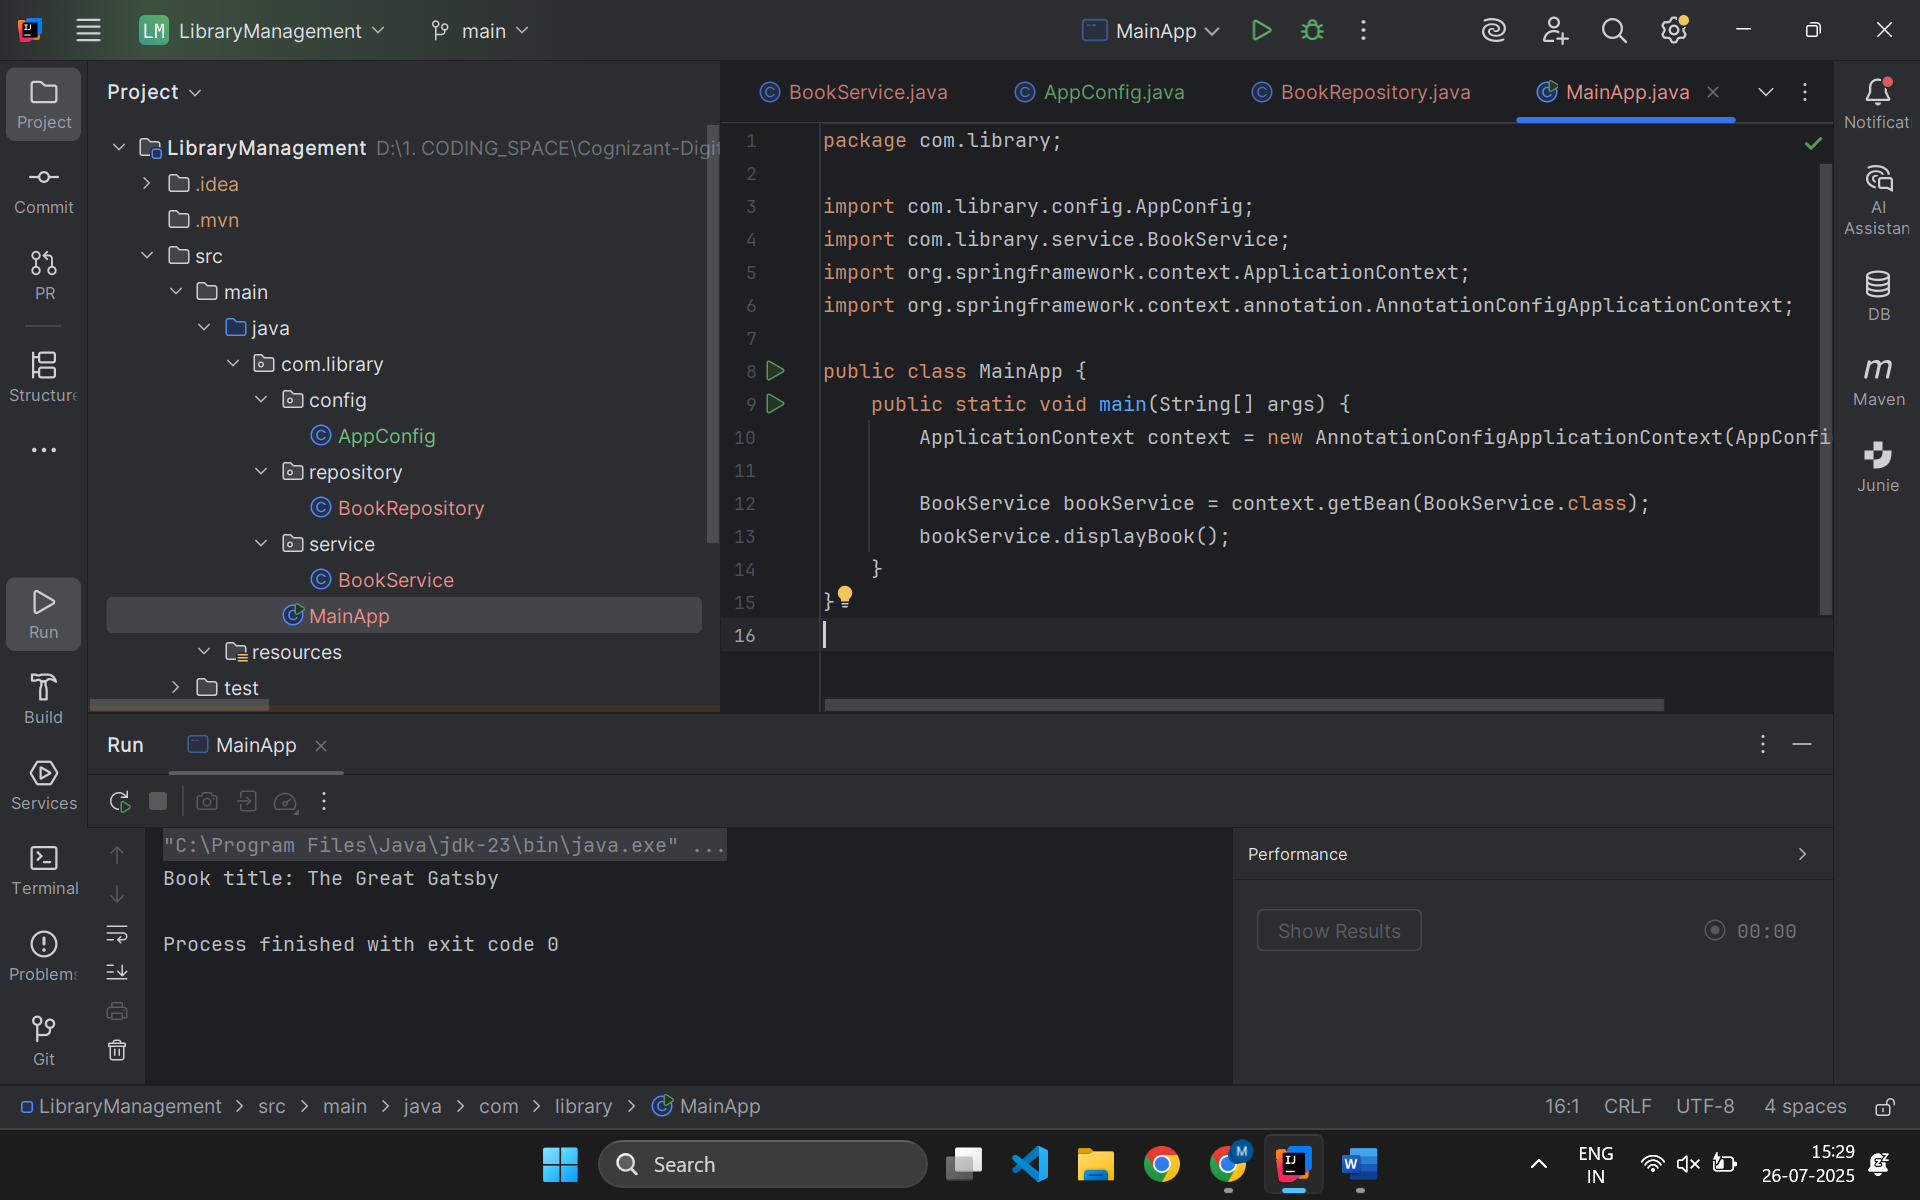 LM LibraryManagement main MainApp
Project
BookService.java AppConfig.java BookRepository.java MainApp.java
Project
Commit
PR
Structure
Run
Build
Services
Terminal
Problems
Git
LibraryManagement D:\1. CODING_SPACE\Cognizant-Digit
.idea
.mvn
src
main
java
com.library
config
AppConfig
repository
BookRepository
service
BookService
MainApp
resources
test
1 package com.library;
2
3 import com.library.config.AppConfig;
4 import com.library.service.BookService;
5 import org.springframework.context.ApplicationContext;
6 import org.springframework.context.annotation.AnnotationConfigApplicationContext;
7
8 public class MainApp {
9 public static void main(String[] args) {
10 ApplicationContext context = new AnnotationConfigApplicationContext(AppConfi
11
12 BookService bookService = context.getBean(BookService.class);
13 bookService.displayBook();
14 }
15 }
16
Notificat
AI
Assistan
DB
m
Maven
Junie
Run MainApp
"C:\Program Files\Java\jdk-23\bin\java.exe" ...
Book title: The Great Gatsby
Process finished with exit code 0
Performance
Show Results 00:00
LibraryManagement > src > main > java > com > library > MainApp 16:1 CRLF UTF-8 4 spaces
Search
ENG
IN
15:29
26-07-2025